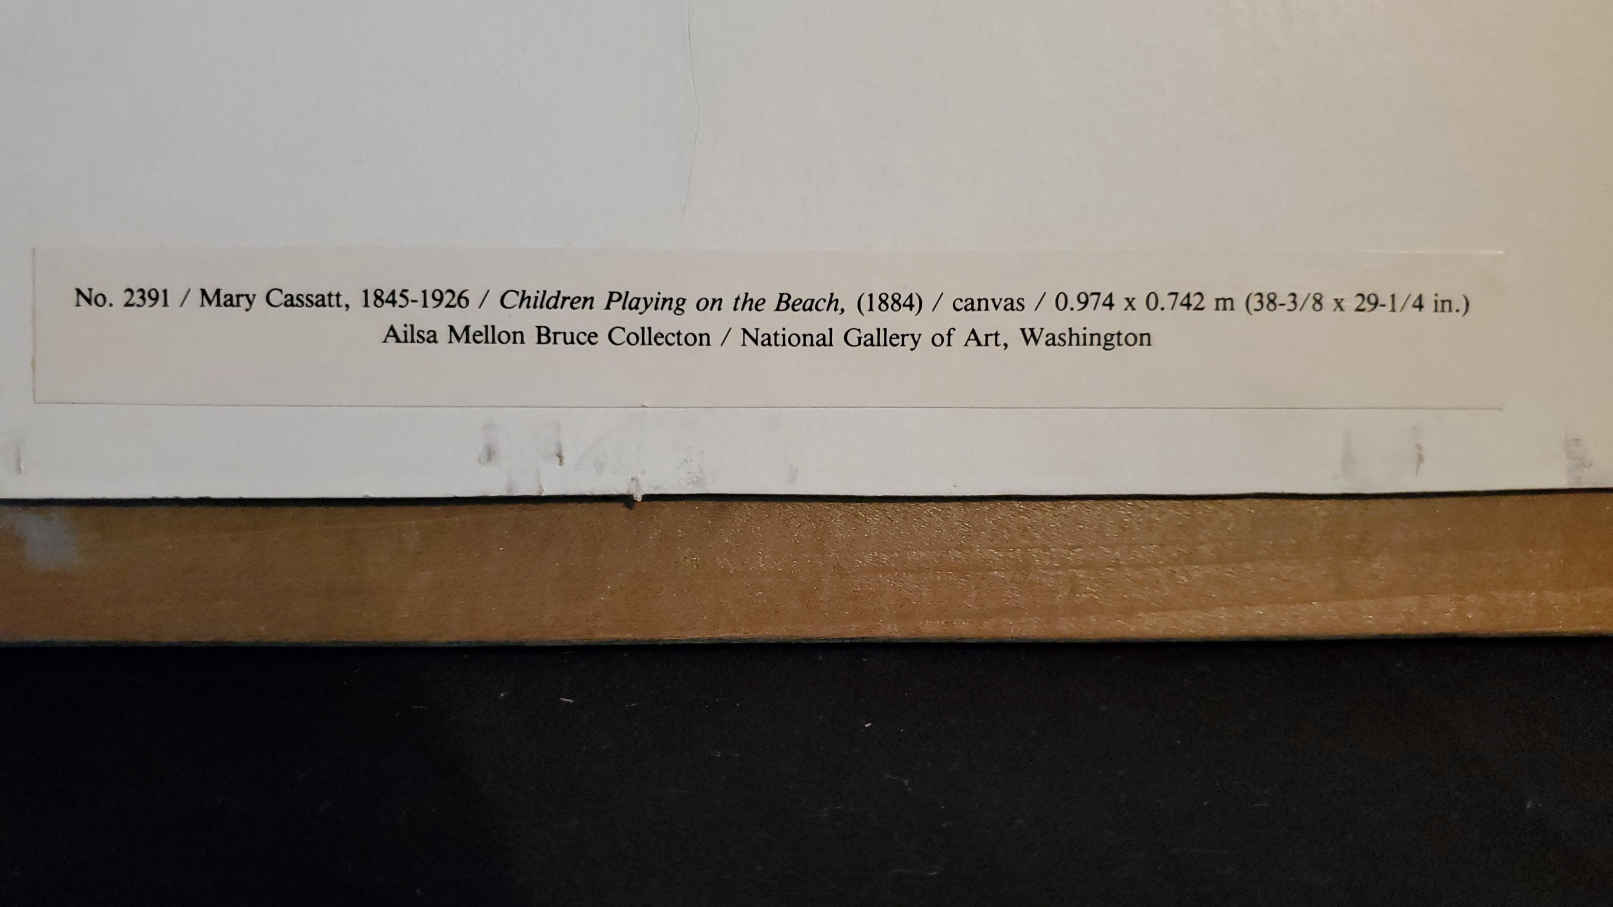 No. 2391 / Mary Cassatt, 1845-1926 / Children Playing on the Beach, (1884) / canvas / 0.974 x 0.742 m (38-3/8 x 29-1/4 in.)
Ailsa Mellon Bruce Collecton / National Gallery of Art, Washington